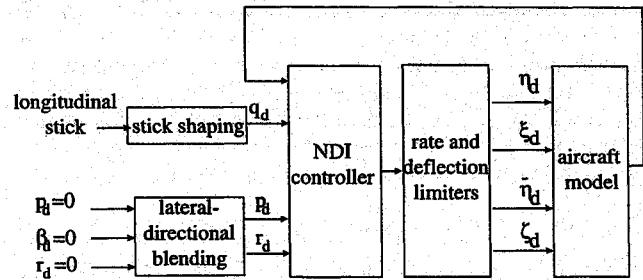 longitudinal
stick
stick shaping
q_d
p_d=0
β_d=0
r_d=0
lateral-
directional
blending
p_d
r_d
NDI
controller
rate and
deflection
limiters
η_d
ξ_d
η̄_d
ζ_d
aircraft
model